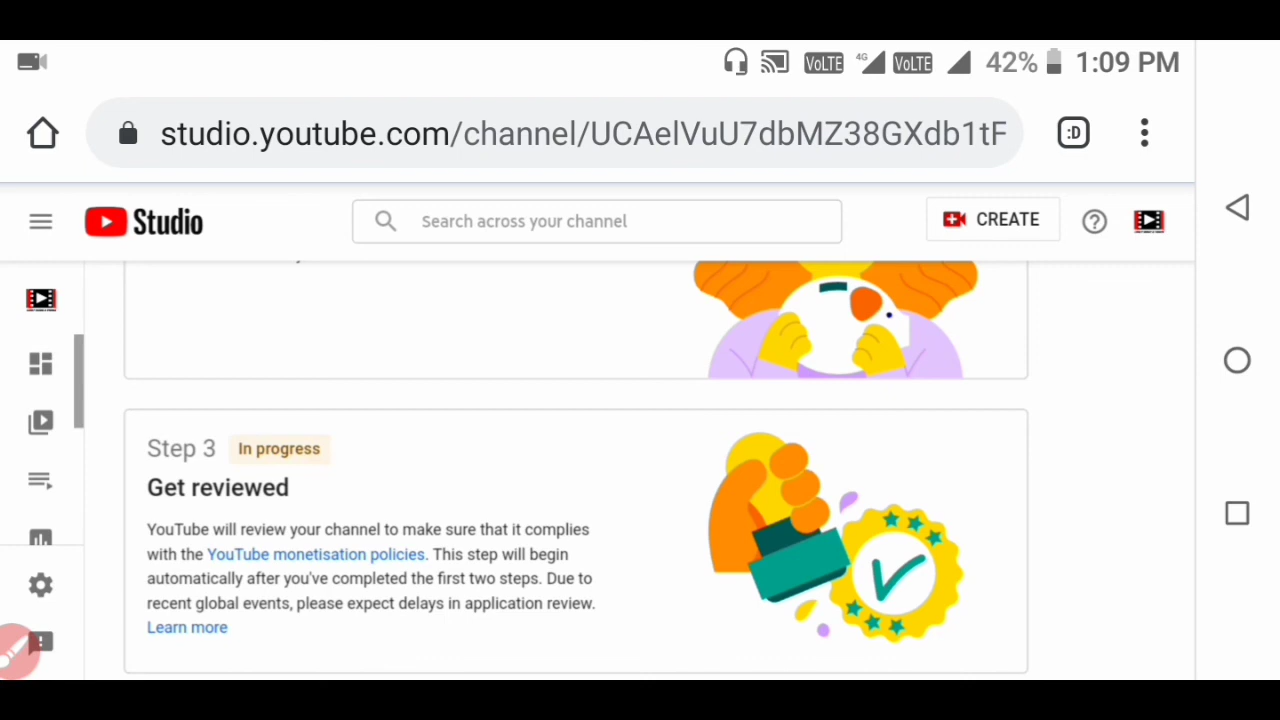 VoLTE 4G VoLTE 42% 1:09 PM
studio.youtube.com/channel/UCAelVuU7dbMZ38GXdb1tF
:D
Studio
Search across your channel
CREATE
Step 3 In progress
Get reviewed
YouTube will review your channel to make sure that it complies
with the YouTube monetisation policies. This step will begin
automatically after you've completed the first two steps. Due to
recent global events, please expect delays in application review.
Learn more